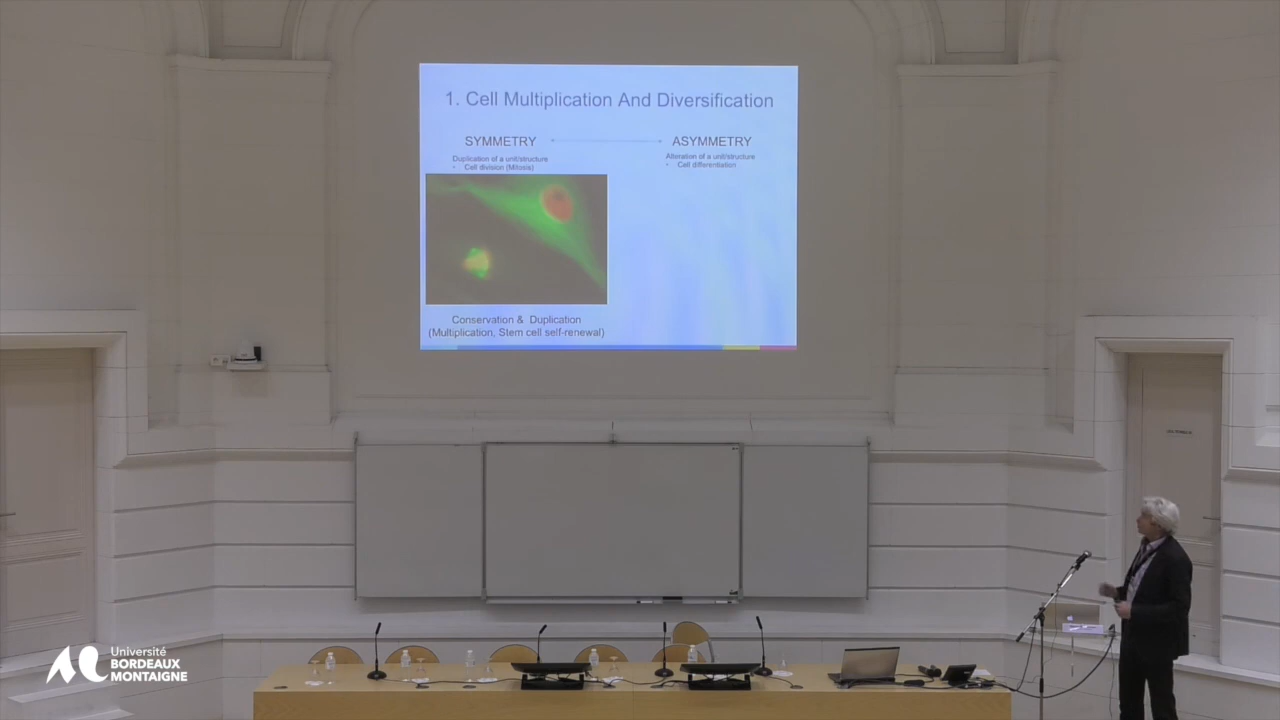 1. Cell Multiplication And Diversification
SYMMETRY
ASYMMETRY
Duplication of a unit/structure
• Cell division (Mitosis)
Alteration of a unit/structure
• Cell differentiation
Conservation & Duplication
(Multiplication, Stem cell self-renewal)
Université
BORDEAUX
MONTAIGNE